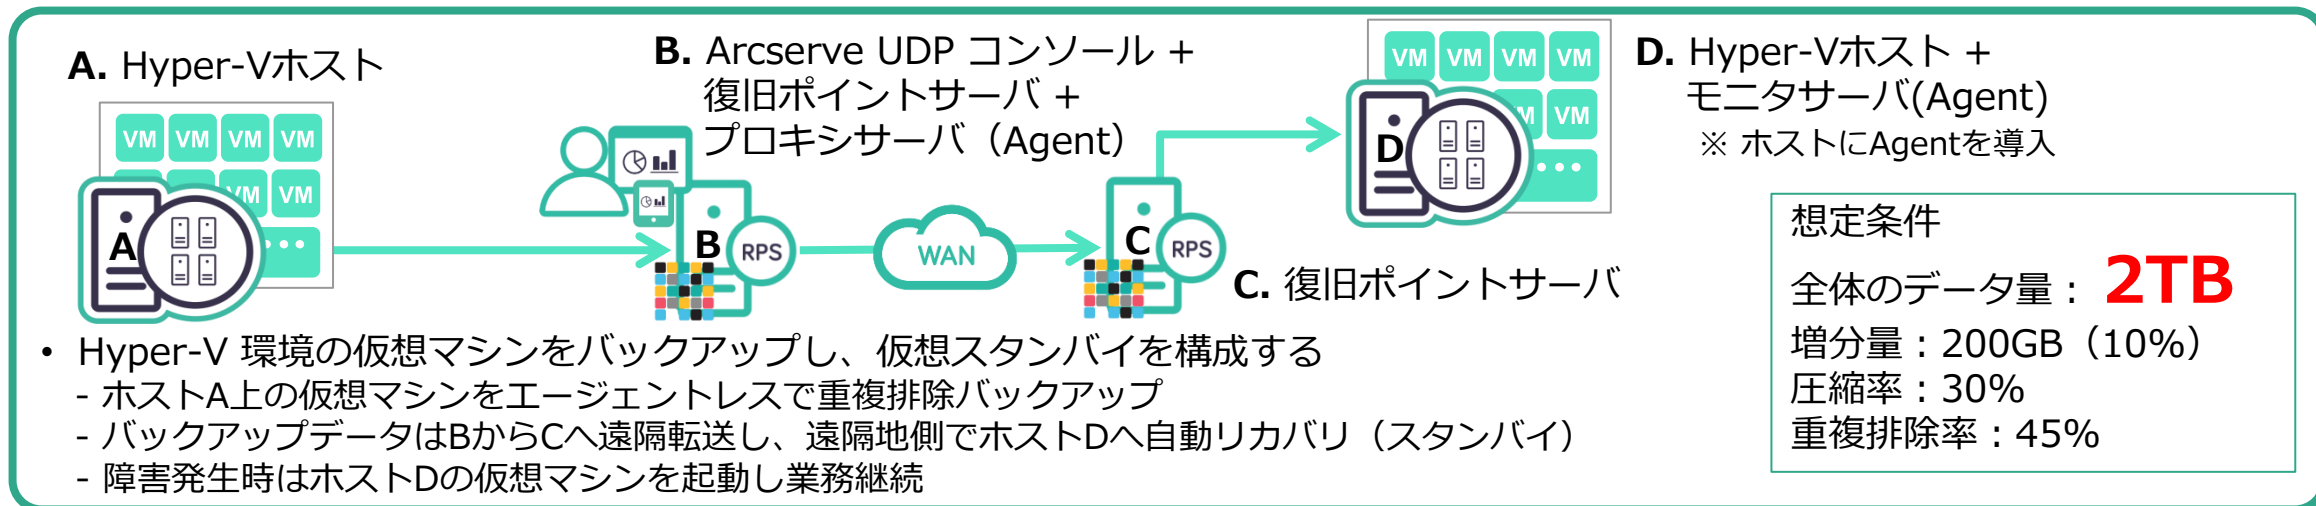 A. Hyper-Vホスト
VM VM VM VM
VM VM
A
B. Arcserve UDP コンソール +
復旧ポイントサーバ +
プロキシサーバ（Agent）
B
RPS
WAN
C
RPS
C. 復旧ポイントサーバ
VM VM VM VM
VM
D
D. Hyper-Vホスト +
モニタサーバ(Agent)
※ ホストにAgentを導入
想定条件
全体のデータ量： 2TB
増分量：200GB（10%）
圧縮率：30%
重複排除率：45%
• Hyper-V 環境の仮想マシンをバックアップし、仮想スタンバイを構成する
- ホストA上の仮想マシンをエージェントレスで重複排除バックアップ
- バックアップデータはBからCへ遠隔転送し、遠隔地側でホストDへ自動リカバリ（スタンバイ）
- 障害発生時はホストDの仮想マシンを起動し業務継続